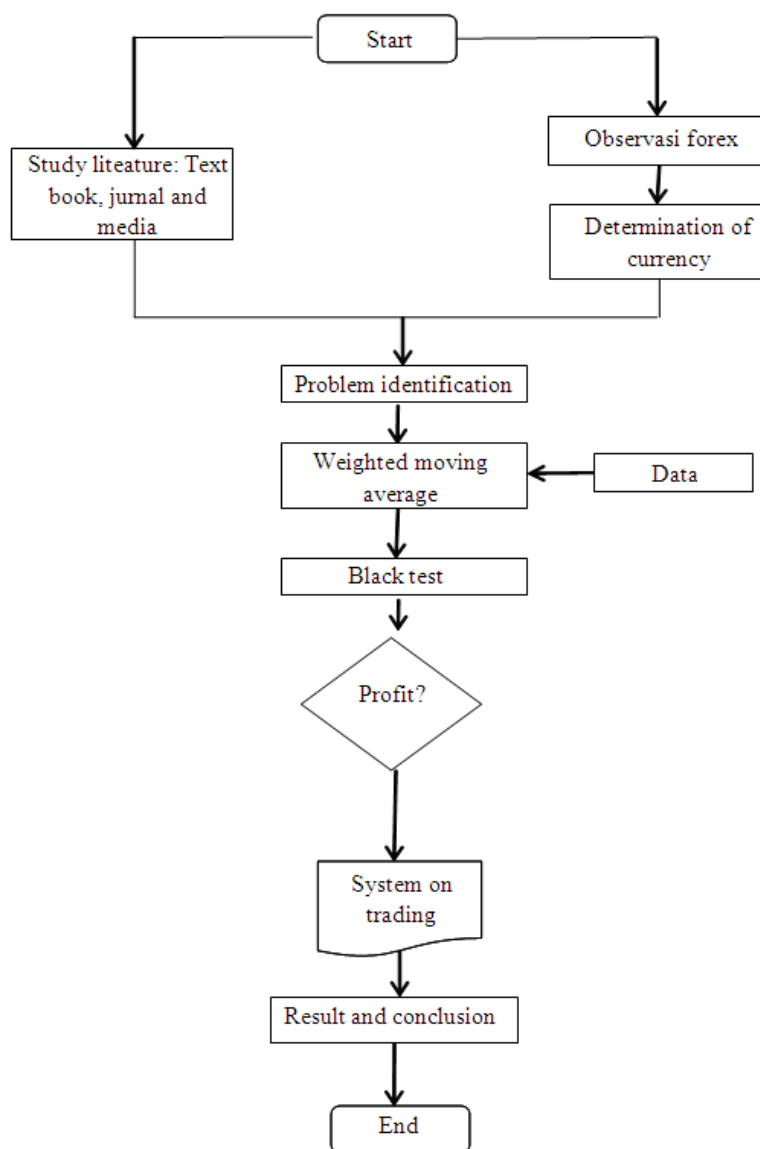 Start
Study liteature: Text
book, jurnal and
media
Observasi forex
Determination of
currency
Problem identification
Weighted moving
average
Data
Black test
Profit?
System on
trading
Result and conclusion
End